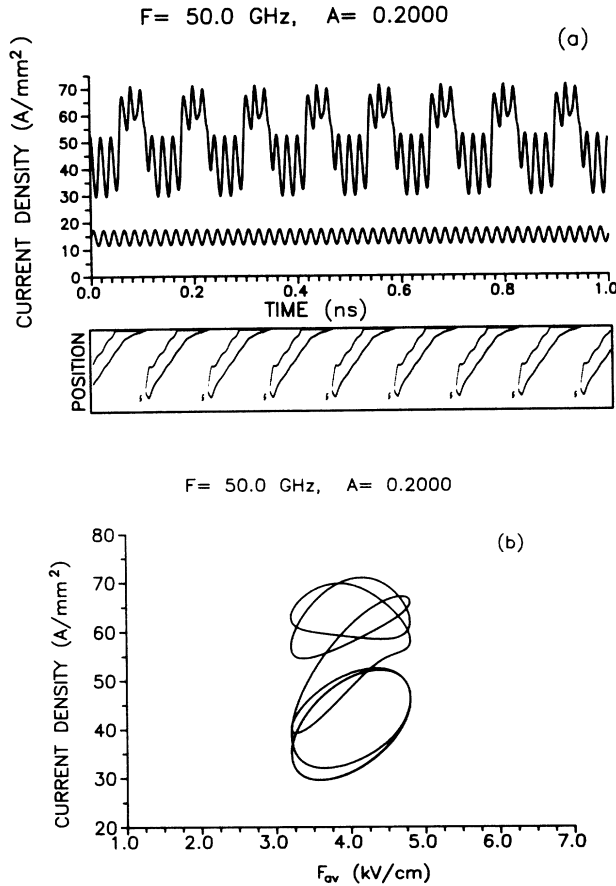 F= 50.0 GHz, A= 0.2000
(a)
CURRENT DENSITY (A/mm²)
70
60
50
40
30
20
10
0
0.0 0.2 0.4 0.6 0.8 1.0
TIME (ns)
POSITION
F= 50.0 GHz, A= 0.2000
(b)
CURRENT DENSITY (A/mm²)
80
70
60
50
40
30
20
1.0 2.0 3.0 4.0 5.0 6.0 7.0
Fav (kV/cm)